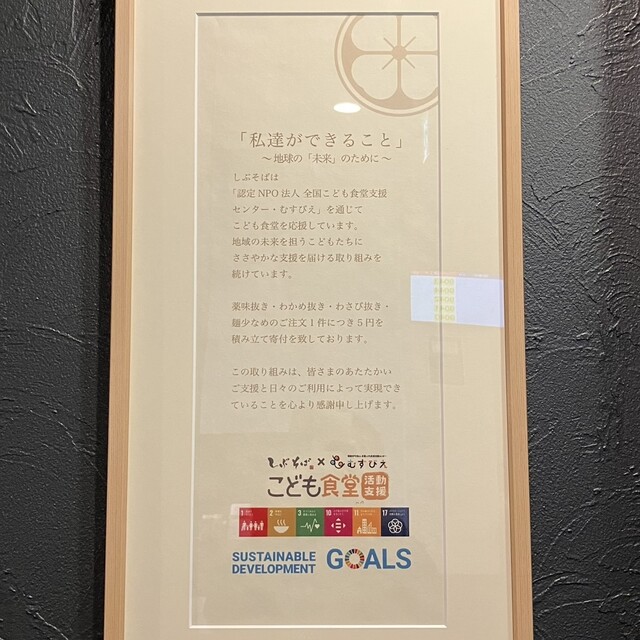 「私達ができること」
～地球の「未来」のために～
しぶそばは
「認定 NPO 法人 全国こども食堂支援
センター・むすびえ」を通じて
こども食堂を応援しています。
地域の未来を担うこどもたちに
ささやかな支援を届ける取り組みを
続けています。
薬味抜き・わかめ抜き・わさび抜き・
麺少なめのご注文 1 件につき 5 円を
積み立て寄付を致しております。
この取り組みは、皆さまのあたたかい
ご支援と日々のご利用によって実現でき
ていることを心より感謝申し上げます。
しぶそば × むすびえ
こども食堂 活動支援
1 2 3 10 11 17
SUSTAINABLE
DEVELOPMENT
GOALS